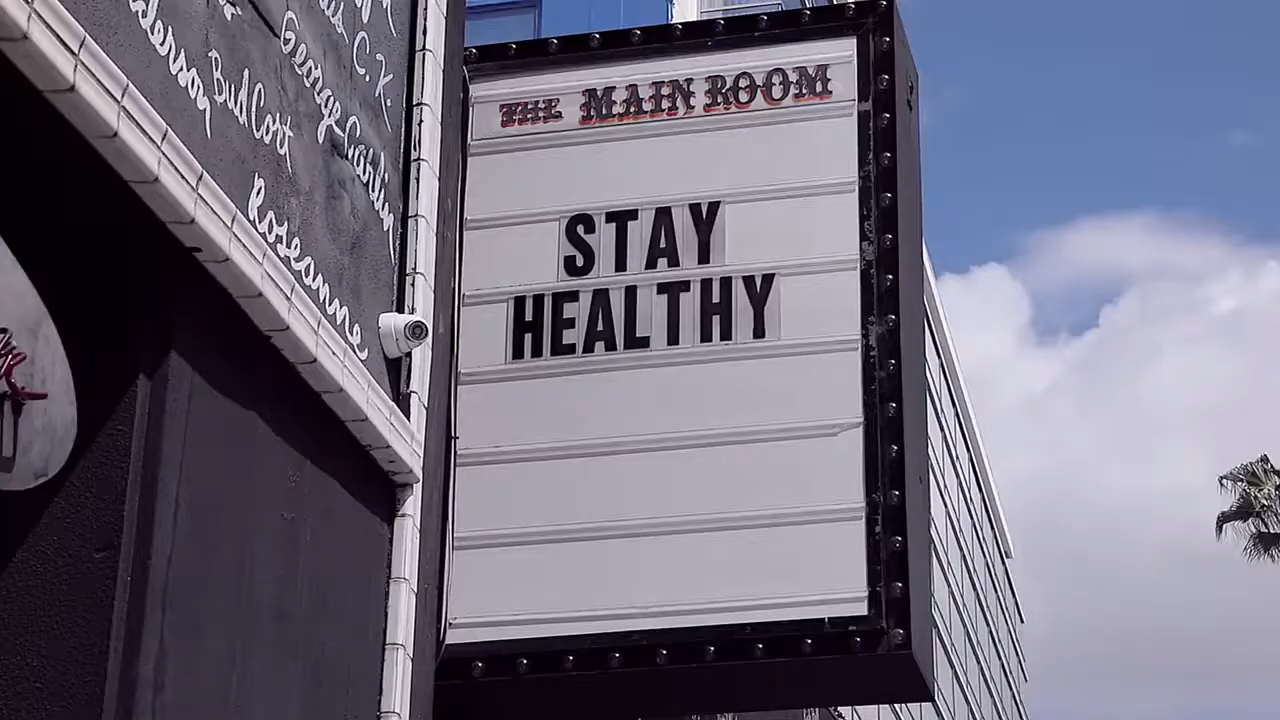 C.K.
George Carlin
Bud Cort
Roseanne
THE MAIN ROOM
STAY
HEALTHY